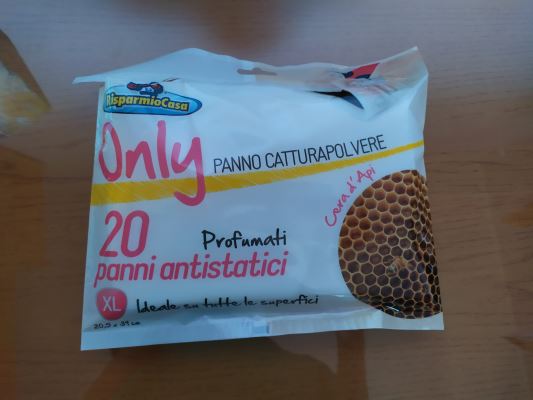 RisparmioCasa
Only
PANNO CATTURAPOLVERE
Cera d'Api
20
Profumati
panni antistatici
XL
Ideale su tutte le superfici